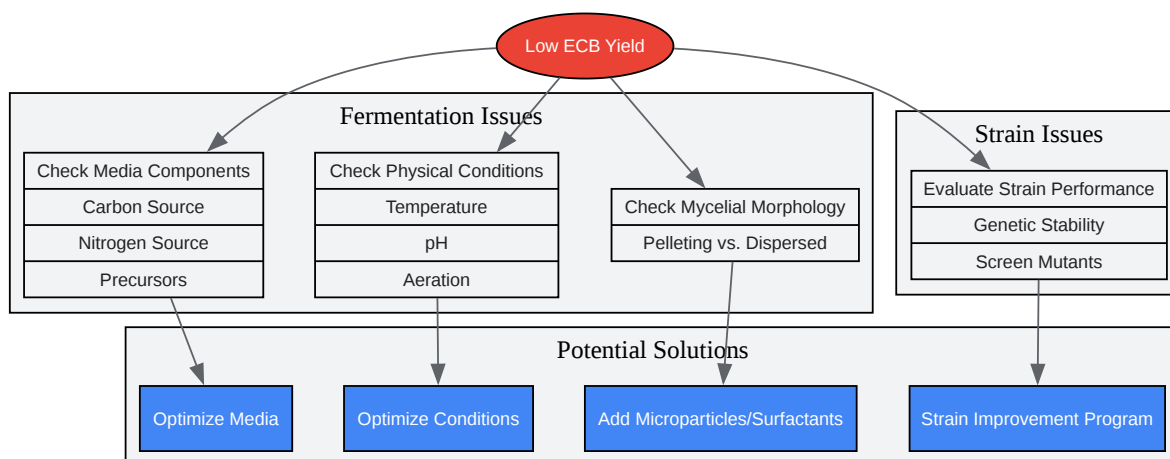 Low ECB Yield
Fermentation Issues
Strain Issues
Check Media Components
Carbon Source
Nitrogen Source
Precursors
Check Physical Conditions
Temperature
pH
Aeration
Check Mycelial Morphology
Pelleting vs. Dispersed
Evaluate Strain Performance
Genetic Stability
Screen Mutants
Potential Solutions
Optimize Media
Optimize Conditions
Add Microparticles/Surfactants
Strain Improvement Program